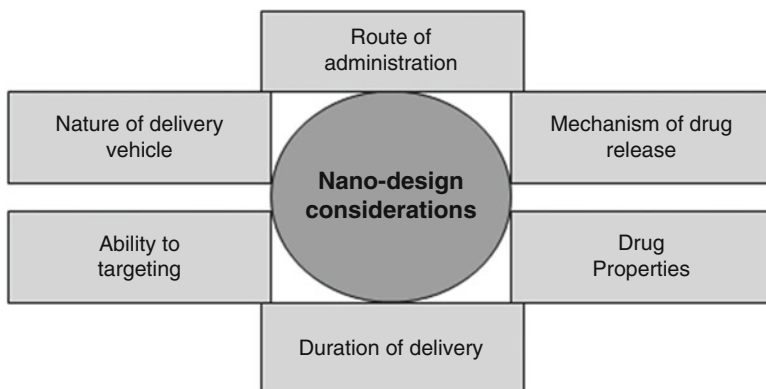 Route of
administration
Nature of delivery
vehicle
Mechanism of drug
release
Nano-design
considerations
Ability to
targeting
Drug
Properties
Duration of delivery